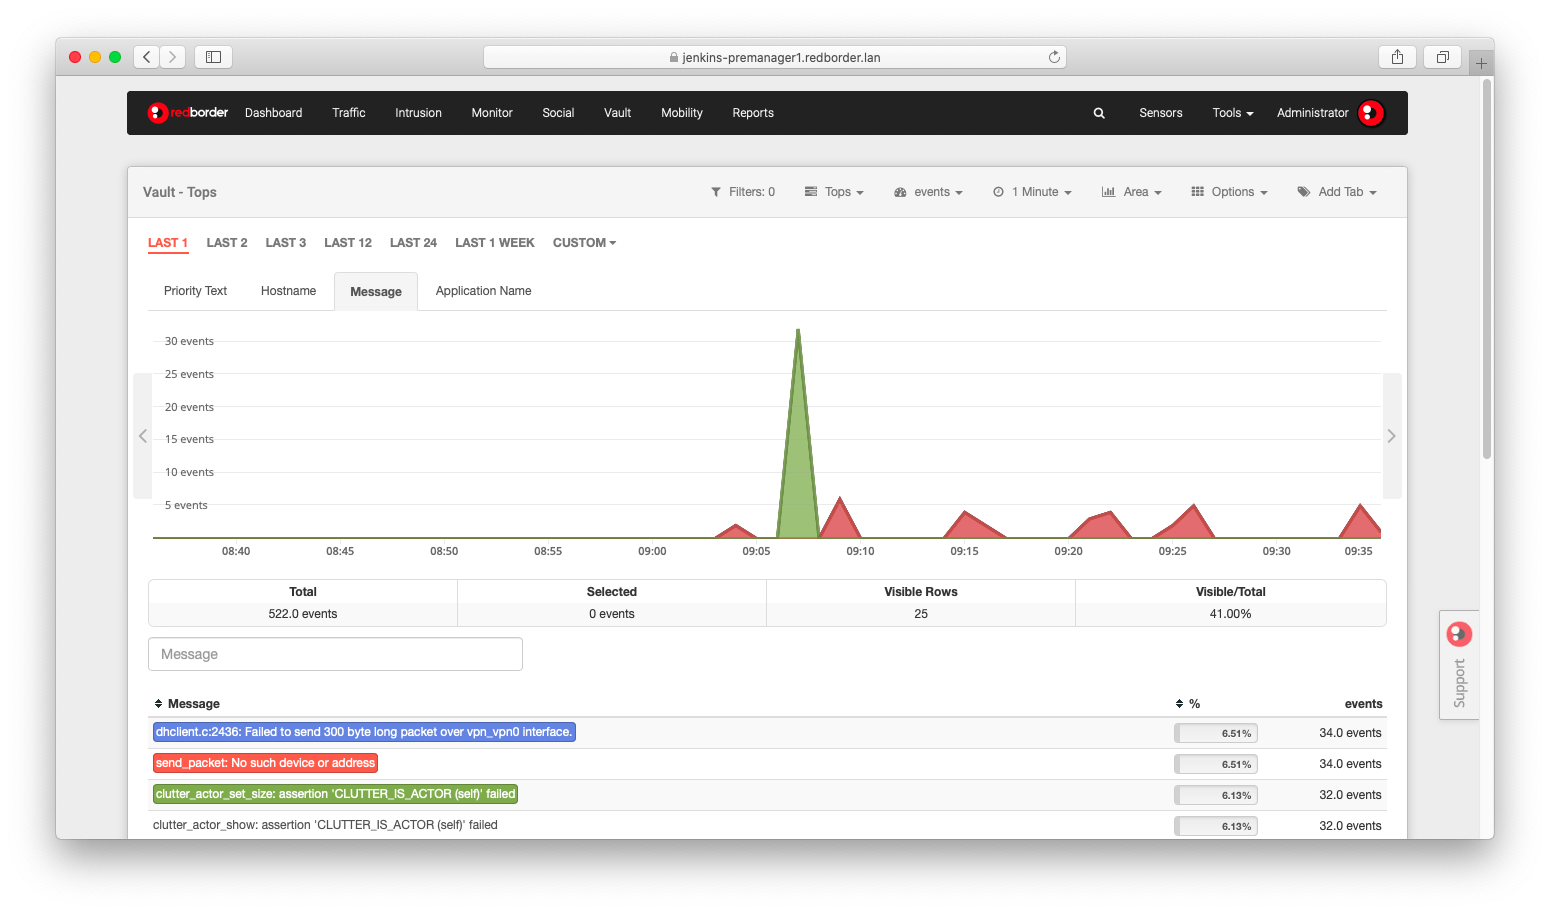 jenkins-premanager1.redborder.lan
redborder Dashboard Traffic Intrusion Monitor Social Vault Mobility Reports Sensors Tools Administrator
Vault - Tops Filters: 0 Tops events 1 Minute Area Options Add Tab
LAST 1 LAST 2 LAST 3 LAST 12 LAST 24 LAST 1 WEEK CUSTOM
Priority Text Hostname Message Application Name
30 events
25 events
20 events
15 events
10 events
5 events
08:40 08:45 08:50 08:55 09:00 09:05 09:10 09:15 09:20 09:25 09:30 09:35
Total Selected Visible Rows Visible/Total
522.0 events 0 events 25 41.00%
Message
Support
Message % events
dhclient.c:2436: Failed to send 300 byte long packet over vpn_vpn0 interface. 6.51% 34.0 events
send_packet: No such device or address 6.51% 34.0 events
clutter_actor_set_size: assertion 'CLUTTER_IS_ACTOR (self)' failed 6.13% 32.0 events
clutter_actor_show: assertion 'CLUTTER_IS_ACTOR (self)' failed 6.13% 32.0 events